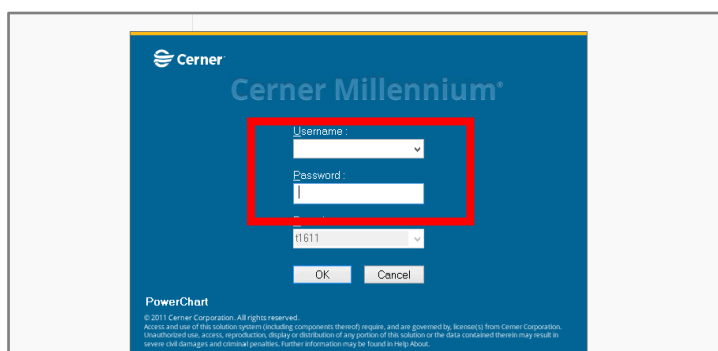 Cerner
Cerner Millennium®
Username :
Password :
t1611
OK Cancel
PowerChart
© 2011 Cerner Corporation. All rights reserved.
Access and use of this solution system (including components thereof) require, and are governed by, license(s) from Cerner Corporation.
Unauthorized use, access, reproduction, display or distribution of any portion of this solution or the data contained therein may result in
severe civil damages and criminal penalties. Further information may be found in Help About.